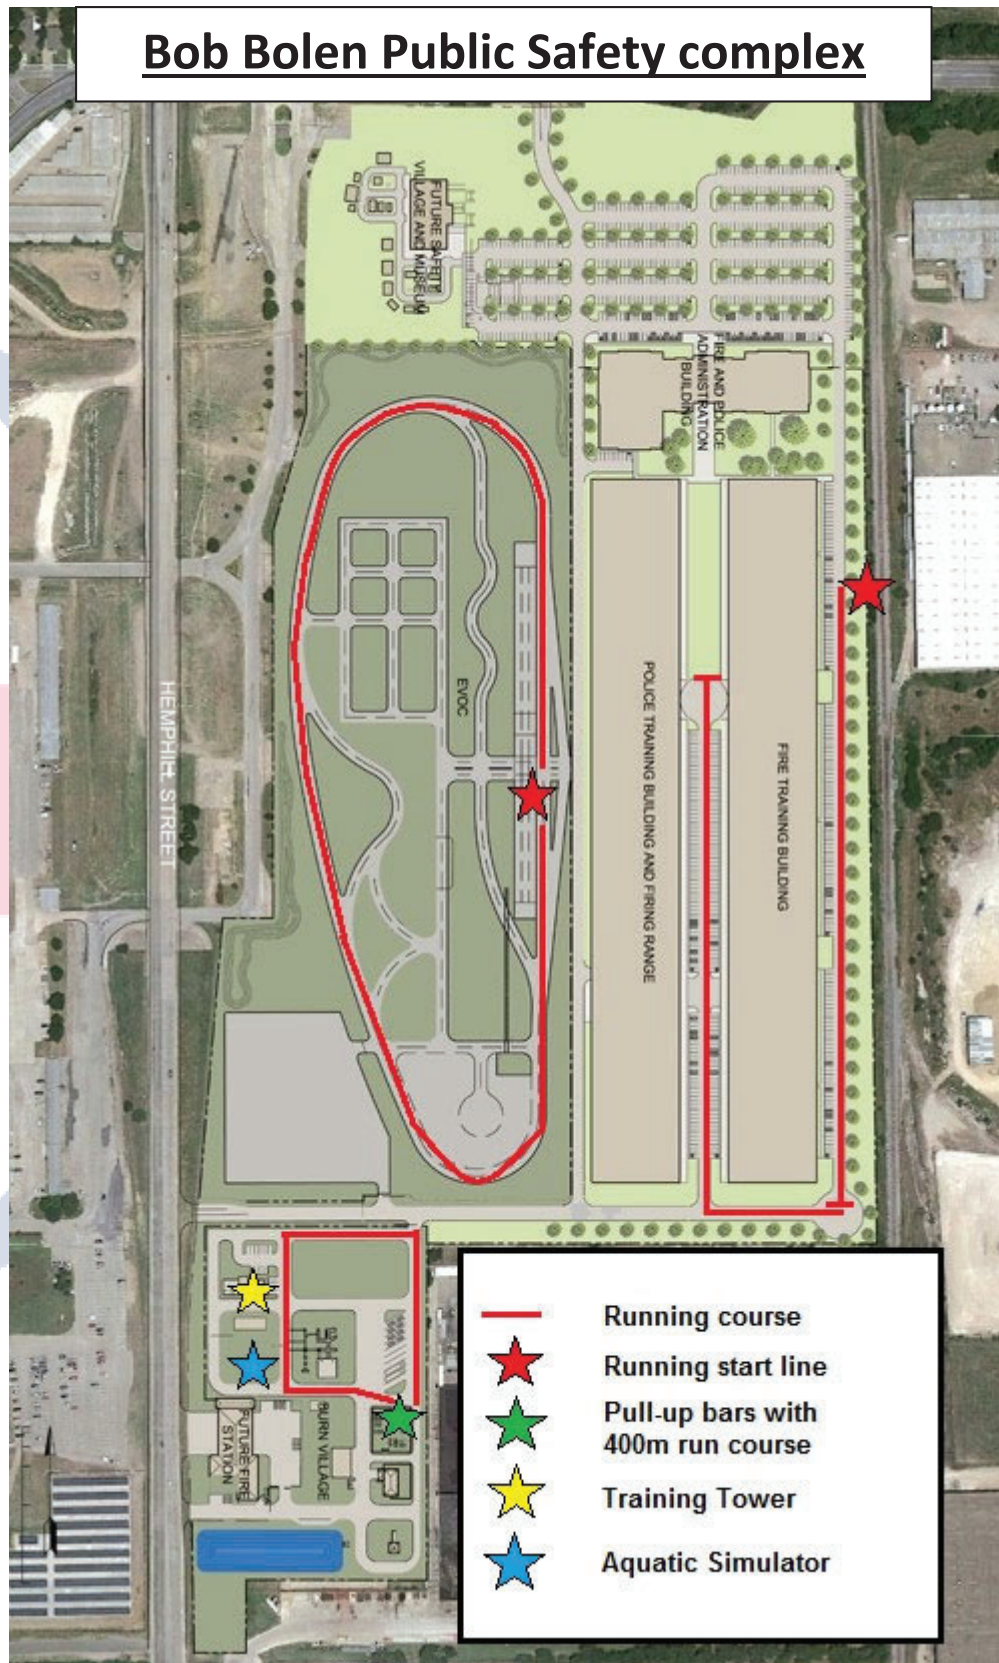 Bob Bolen Public Safety complex
FUTURE SAFETY
VILLAGE AND MUSEUM
FIRE AND POLICE
ADMINISTRATION
BUILDING
EVOC
POLICE TRAINING BUILDING AND FIRING RANGE
FIRE TRAINING BUILDING
HEMPHILL STREET
BURN VILLAGE
FUTURE FIRE
STATION
Running course
Running start line
Pull-up bars with
400m run course
Training Tower
Aquatic Simulator